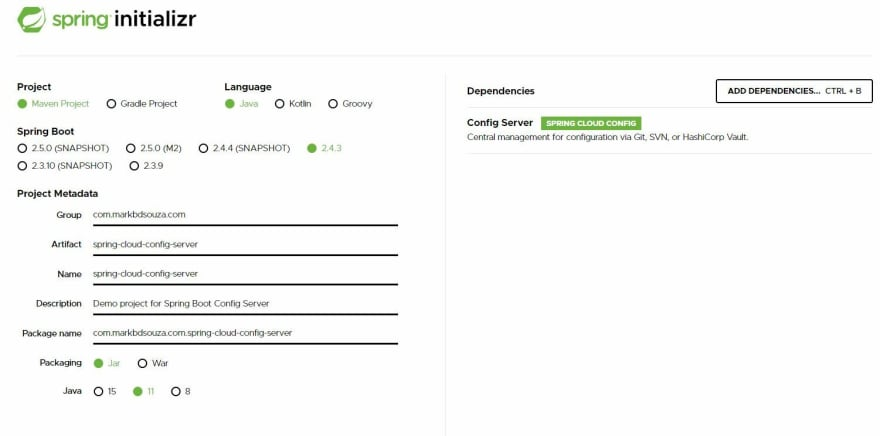 spring initializr
Project
Maven Project Gradle Project
Language
Java Kotlin Groovy
Spring Boot
2.5.0 (SNAPSHOT) 2.5.0 (M2) 2.4.4 (SNAPSHOT) 2.4.3
2.3.10 (SNAPSHOT) 2.3.9
Project Metadata
Group com.markbdsouza.com
Artifact spring-cloud-config-server
Name spring-cloud-config-server
Description Demo project for Spring Boot Config Server
Package name com.markbdsouza.com.spring-cloud-config-server
Packaging Jar War
Java 15 11 8
Dependencies ADD DEPENDENCIES... CTRL + B
Config Server SPRING CLOUD CONFIG
Central management for configuration via Git, SVN, or HashiCorp Vault.